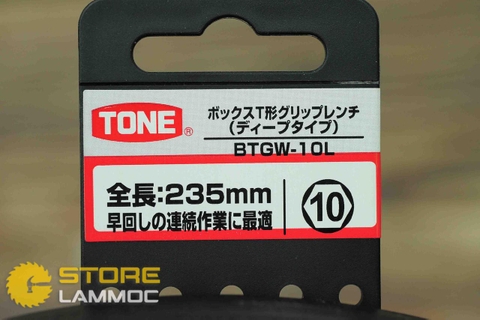 TONE®
ボックスT形グリップレンチ
(ディープタイプ)
BTGW-10L
全長:235mm
早回しの連続作業に最適
10
G STORE
LAMMOC